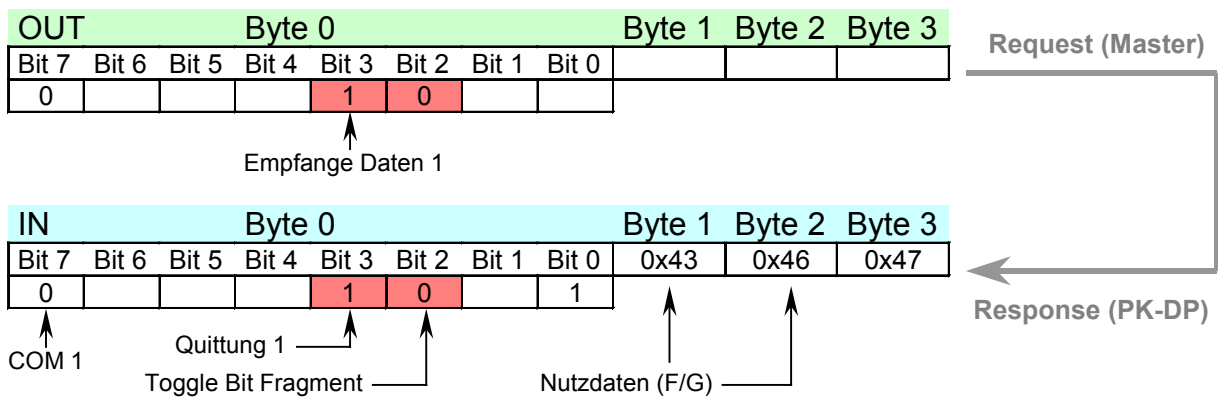 OUT Byte 0 Byte 1 Byte 2 Byte 3
Request (Master)
Bit 7 Bit 6 Bit 5 Bit 4 Bit 3 Bit 2 Bit 1 Bit 0
0 1 0
Empfange Daten 1
IN Byte 0 Byte 1 Byte 2 Byte 3
Bit 7 Bit 6 Bit 5 Bit 4 Bit 3 Bit 2 Bit 1 Bit 0 0x43 0x46 0x47
0 1 0 1
Response (PK-DP)
Quittung 1
COM 1
Toggle Bit Fragment
Nutzdaten (F/G)